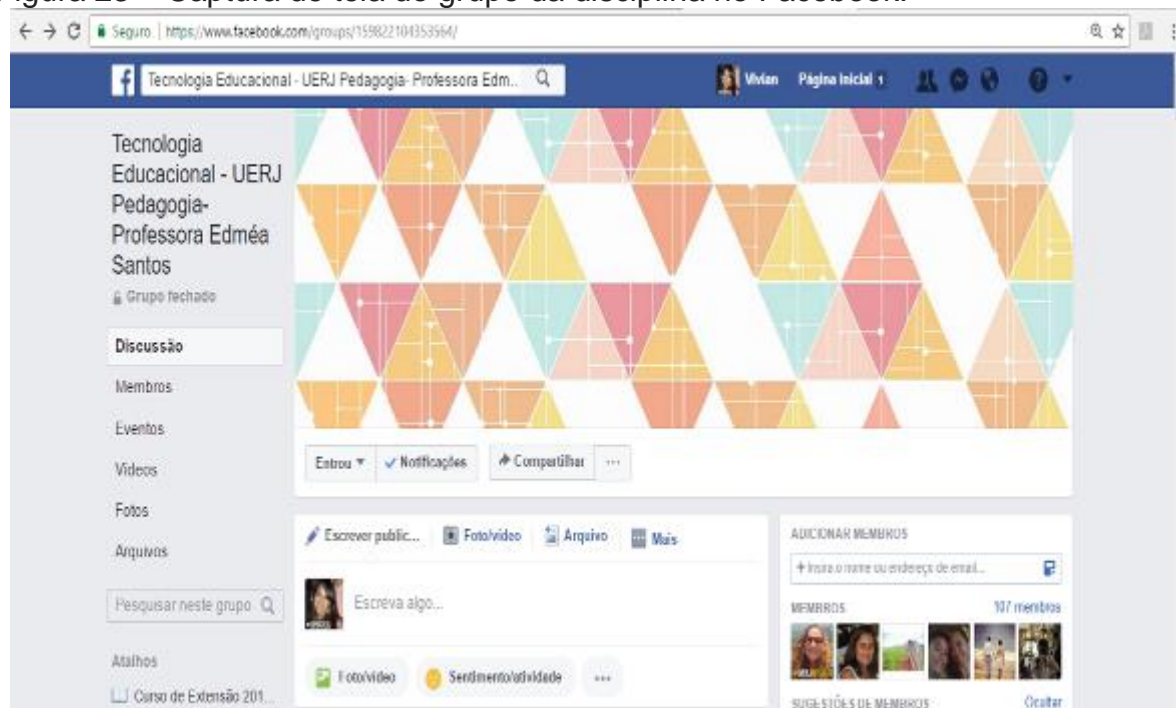 Captura de tela do grupo da disciplina no Facebook.
Seguro | https://www.facebook.com/groups/159822104353564/
Tecnologia Educacional - UERJ Pedagogia- Professora Edm...
Vivian Página inicial 1
Tecnologia
Educacional - UERJ
Pedagogia-
Professora Edméa
Santos
Grupo fechado
Discussão
Membros
Eventos
Vídeos
Fotos
Arquivos
Pesquisar neste grupo
Atalhos
Curso de Extensão 201...
Entrou Notificações Compartilhar ...
Escrever public... Foto/vídeo Arquivo Mais
Escreva algo...
Foto/vídeo Sentimento/atividade ...
ADICIONAR MEMBROS
+ Insira o nome ou endereço de email...
MEMBROS 107 membros
SUGESTÕES DE MEMBROS Ocultar